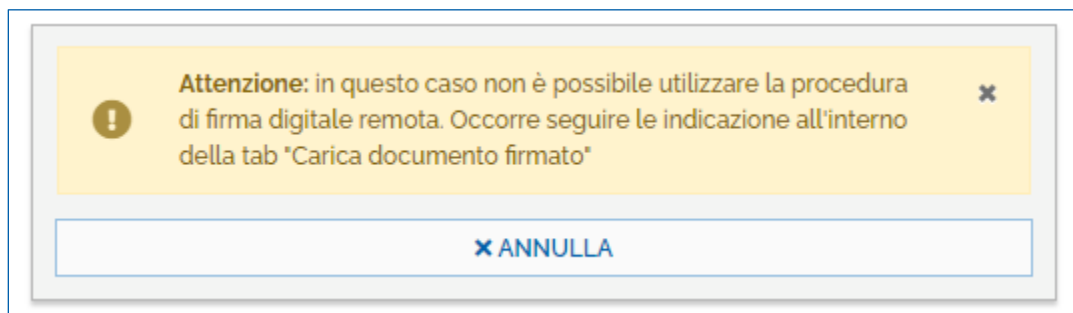 Attenzione: in questo caso non è possibile utilizzare la procedura
di firma digitale remota. Occorre seguire le indicazione all'interno
della tab "Carica documento firmato"
ANNULLA